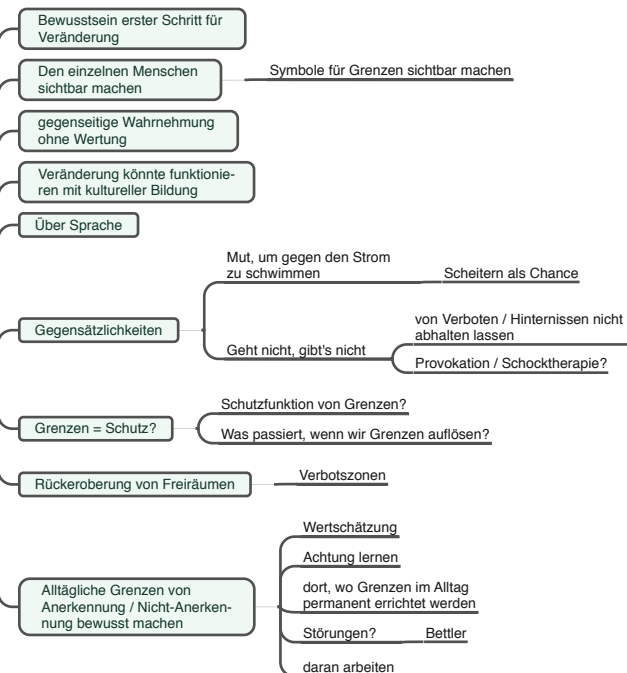 Bewusstsein erster Schritt für
Veränderung
Den einzelnen Menschen
sichtbar machen
Symbole für Grenzen sichtbar machen
gegenseitige Wahrnehmung
ohne Wertung
Veränderung könnte funktionie-
ren mit kultureller Bildung
Über Sprache
Gegensätzlichkeiten
Mut, um gegen den Strom
zu schwimmen
Scheitern als Chance
Geht nicht, gibt's nicht
von Verboten / Hinternissen nicht
abhalten lassen
Provokation / Schocktherapie?
Grenzen = Schutz?
Schutzfunktion von Grenzen?
Was passiert, wenn wir Grenzen auflösen?
Rückeroberung von Freiräumen
Verbotszonen
Alltägliche Grenzen von
Anerkennung / Nicht-Anerken-
nung bewusst machen
Wertschätzung
Achtung lernen
dort, wo Grenzen im Alltag
permanent errichtet werden
Störungen?
Bettler
daran arbeiten